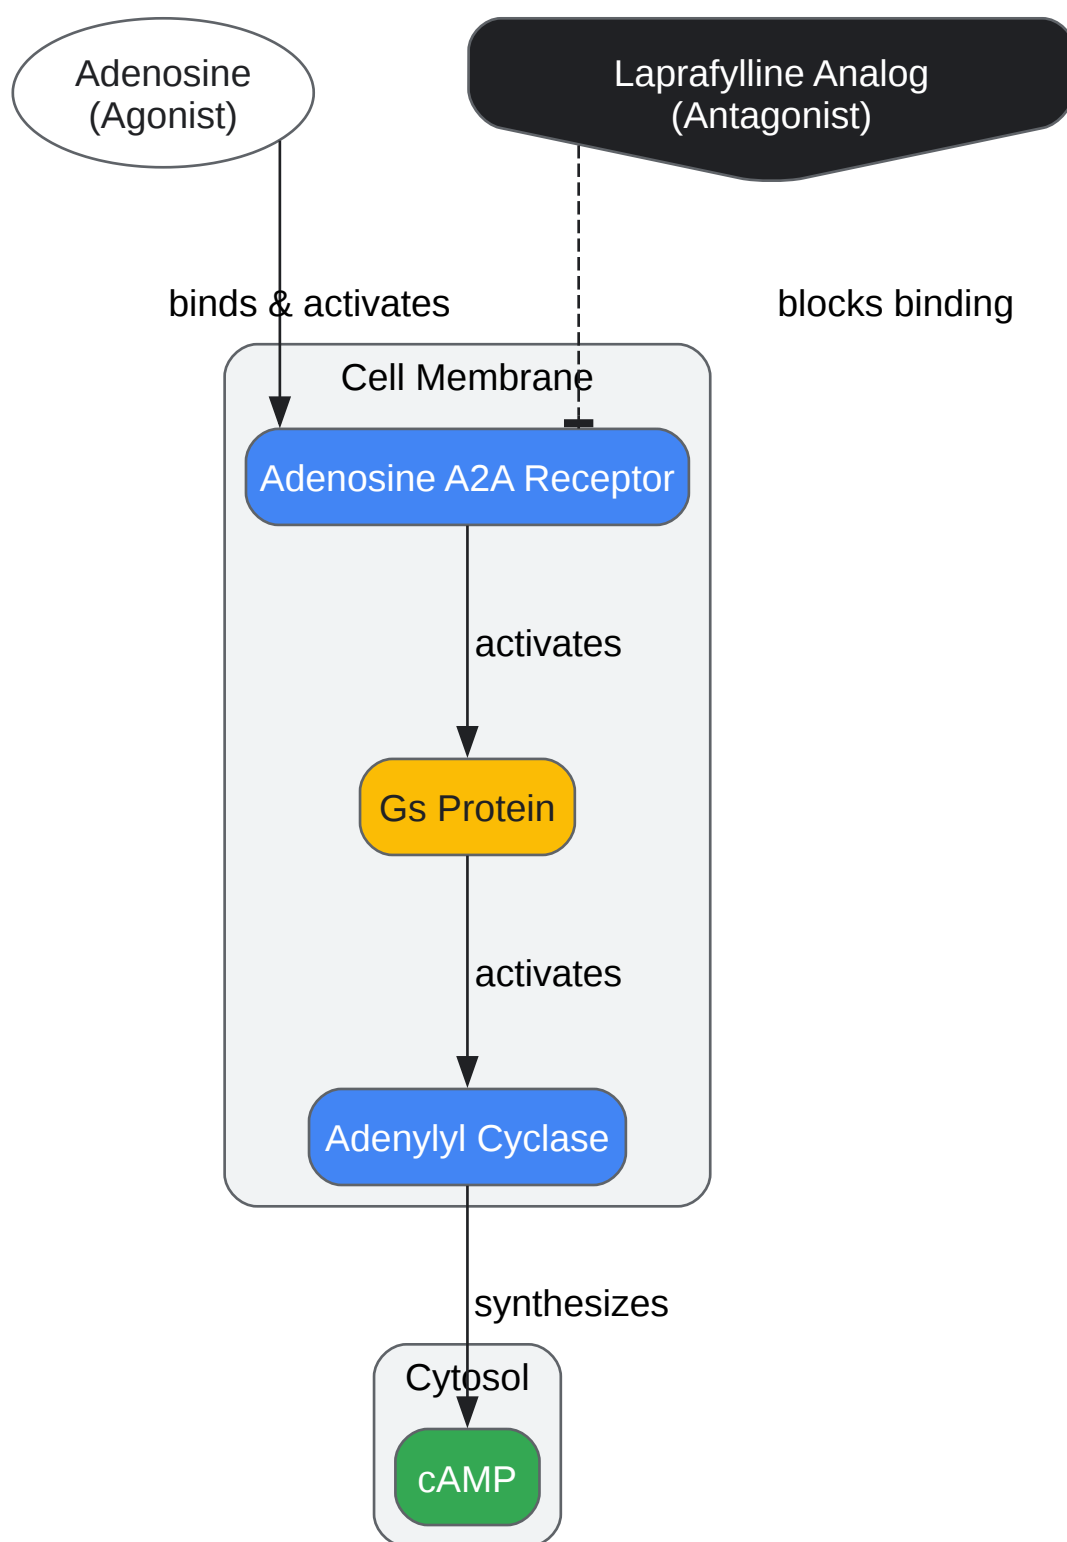 Adenosine
(Agonist)
Laprafylline Analog
(Antagonist)
binds & activates
blocks binding
Cell Membrane
Adenosine A2A Receptor
activates
Gs Protein
activates
Adenylyl Cyclase
synthesizes
Cytosol
cAMP